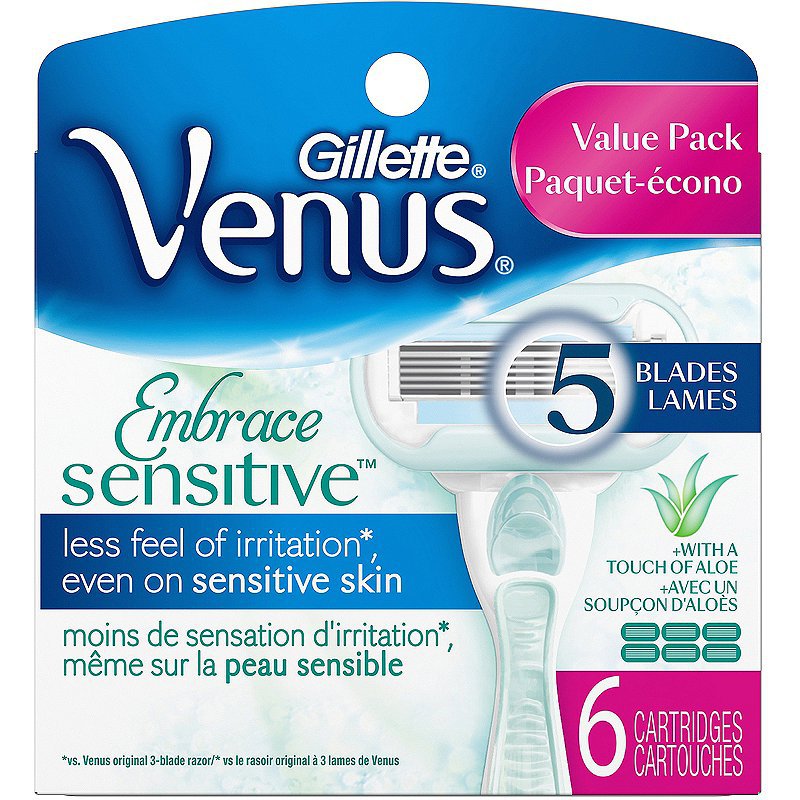 Value Pack
Paquet-écono
Gillette®
Venus®
5 BLADES
LAMES
Embrace
sensitive™
less feel of irritation*,
even on sensitive skin
moins de sensation d'irritation*,
même sur la peau sensible
+WITH A
TOUCH OF ALOE
+AVEC UN
SOUPÇON D'ALOÈS
6 CARTRIDGES
CARTOUCHES
*vs. Venus original 3-blade razor/* vs le rasoir original à 3 lames de Venus